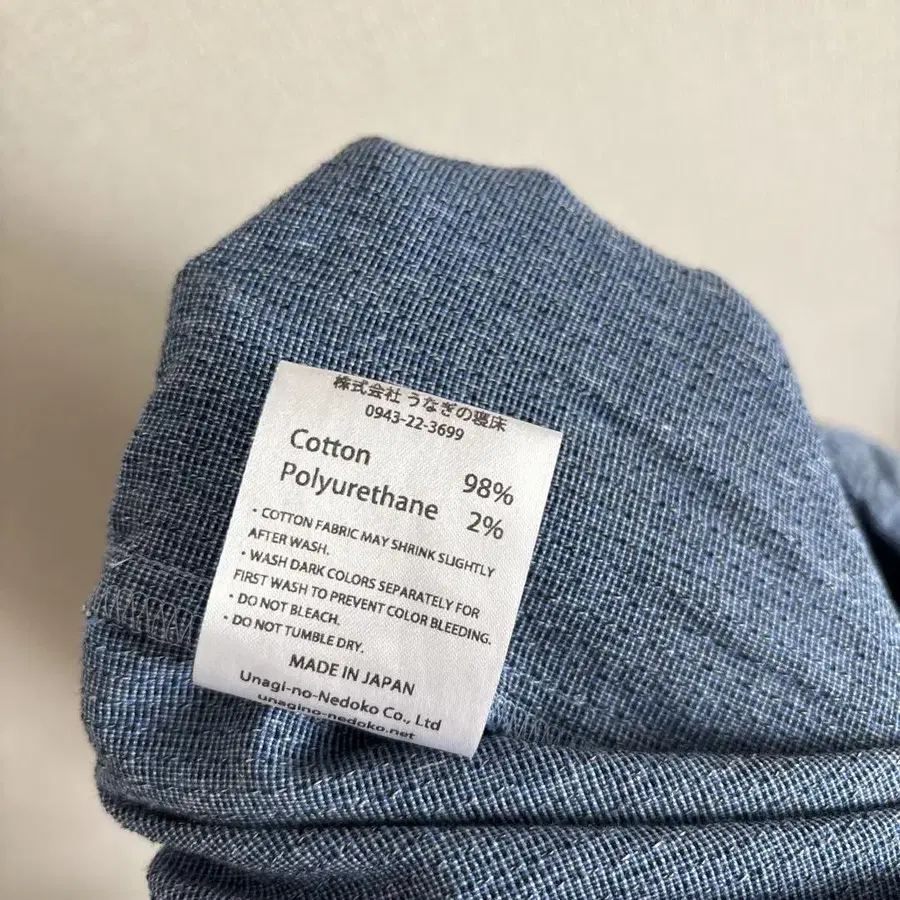 株式会社 うなぎの寝床
0943-22-3699
Cotton 98%
Polyurethane 2%
・COTTON FABRIC MAY SHRINK SLIGHTLY
AFTER WASH.
・WASH DARK COLORS SEPARATELY FOR
FIRST WASH TO PREVENT COLOR BLEEDING.
・DO NOT BLEACH.
・DO NOT TUMBLE DRY.
MADE IN JAPAN
Unagi-no-Nedoko Co., Ltd
unagino-nedoko.net